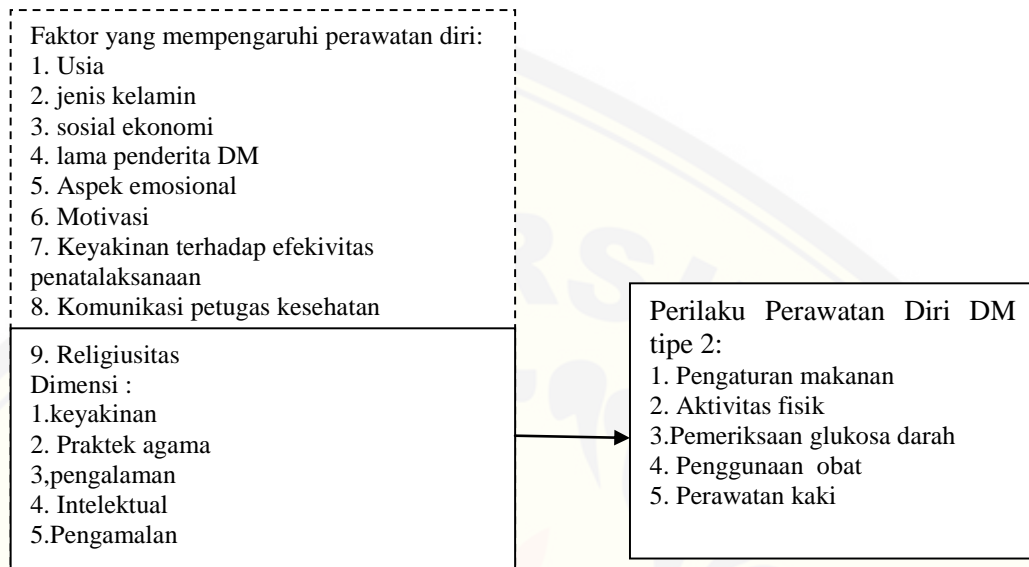 Faktor yang mempengaruhi perawatan diri:
1. Usia
2. jenis kelamin
3. sosial ekonomi
4. lama penderita DM
5. Aspek emosional
6. Motivasi
7. Keyakinan terhadap efekivitas
penatalaksanaan
8. Komunikasi petugas kesehatan
9. Religiusitas
Dimensi :
1.keyakinan
2. Praktek agama
3,pengalaman
4. Intelektual
5.Pengamalan
Perilaku Perawatan Diri DM
tipe 2:
1. Pengaturan makanan
2. Aktivitas fisik
3.Pemeriksaan glukosa darah
4. Penggunaan obat
5. Perawatan kaki